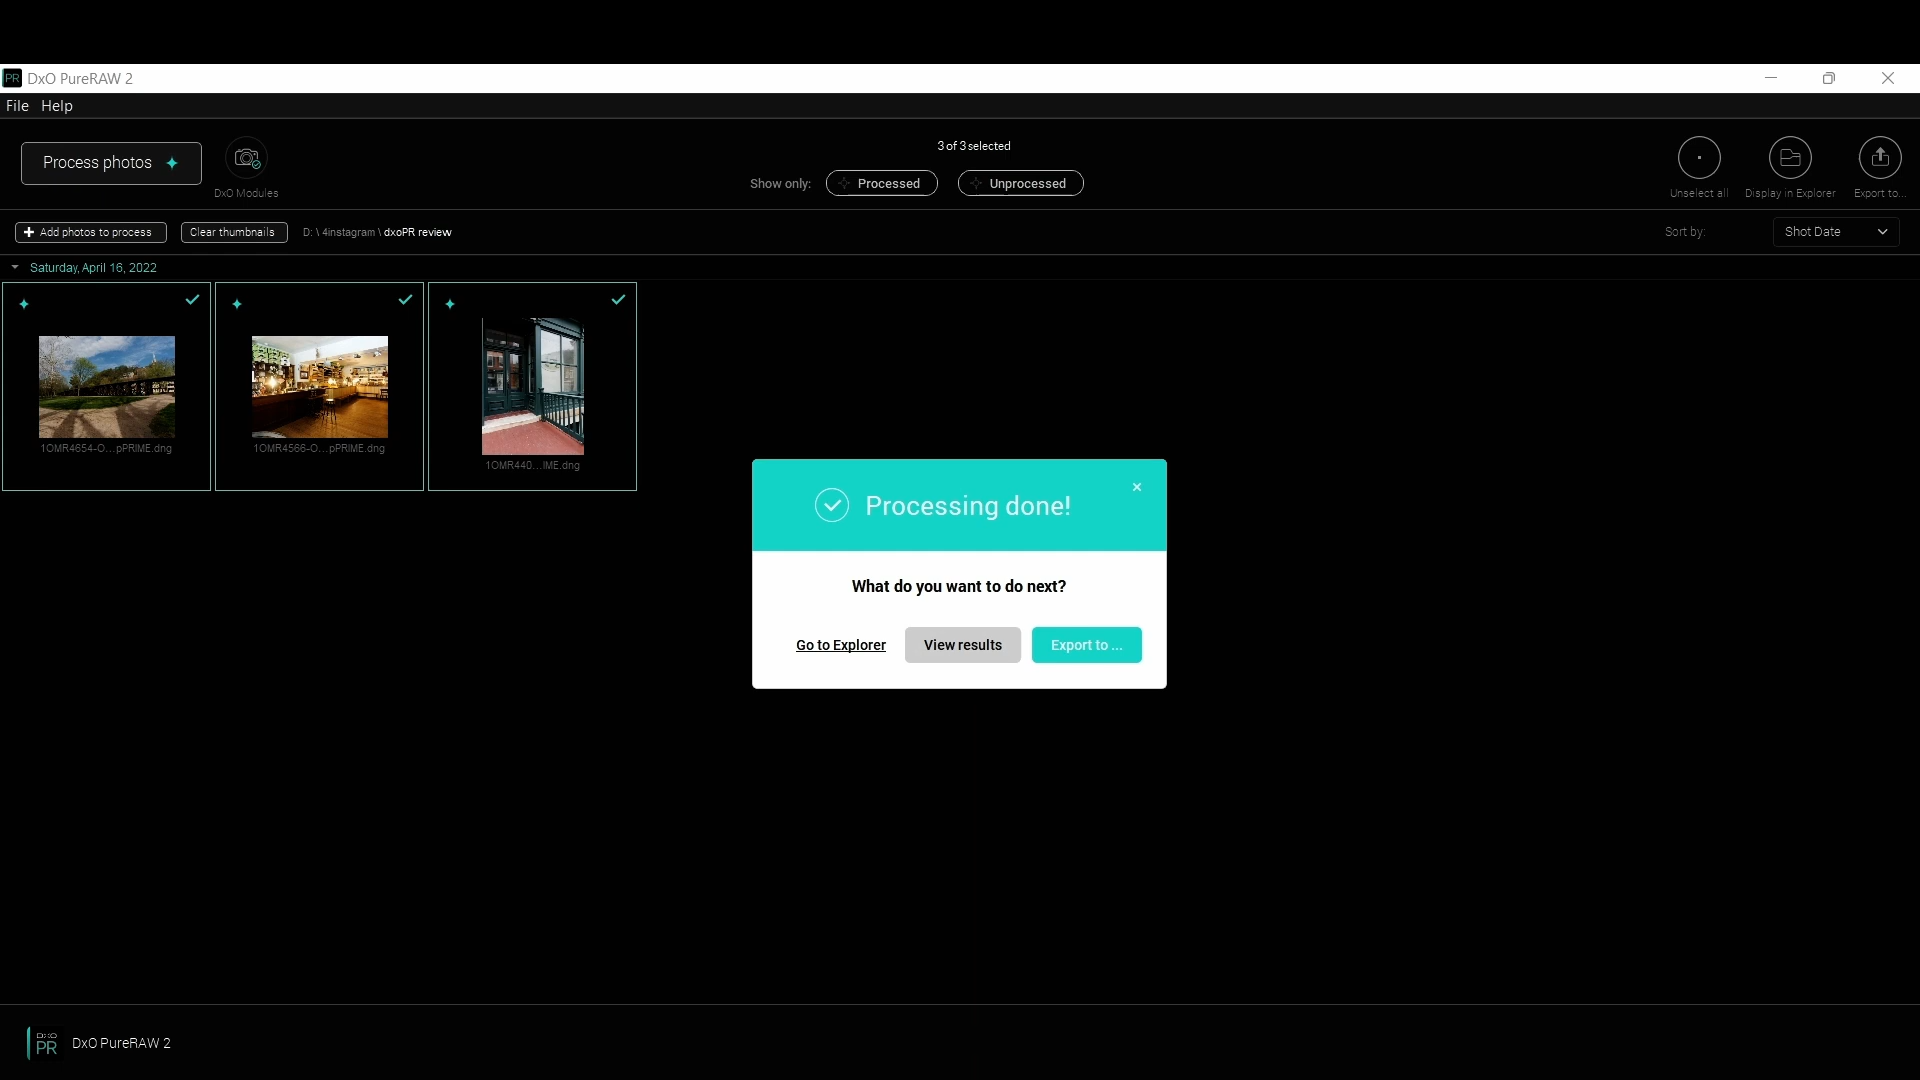 PR DxO PureRAW 2
File Help
Process photos
DxO Modules
3 of 3 selected
Show only: Processed Unprocessed
Unselect all Display in Explorer Export to...
Add photos to process Clear thumbnails D: \ 4instagram \ dxoPR review
Sort by: Shot Date
Saturday, April 16, 2022
1OMR4654-O...pPRIME.dng 1OMR4566-O...pPRIME.dng 1OMR440...IME.dng
Processing done!
What do you want to do next?
Go to Explorer View results Export to ...
DXO
PR DxO PureRAW 2